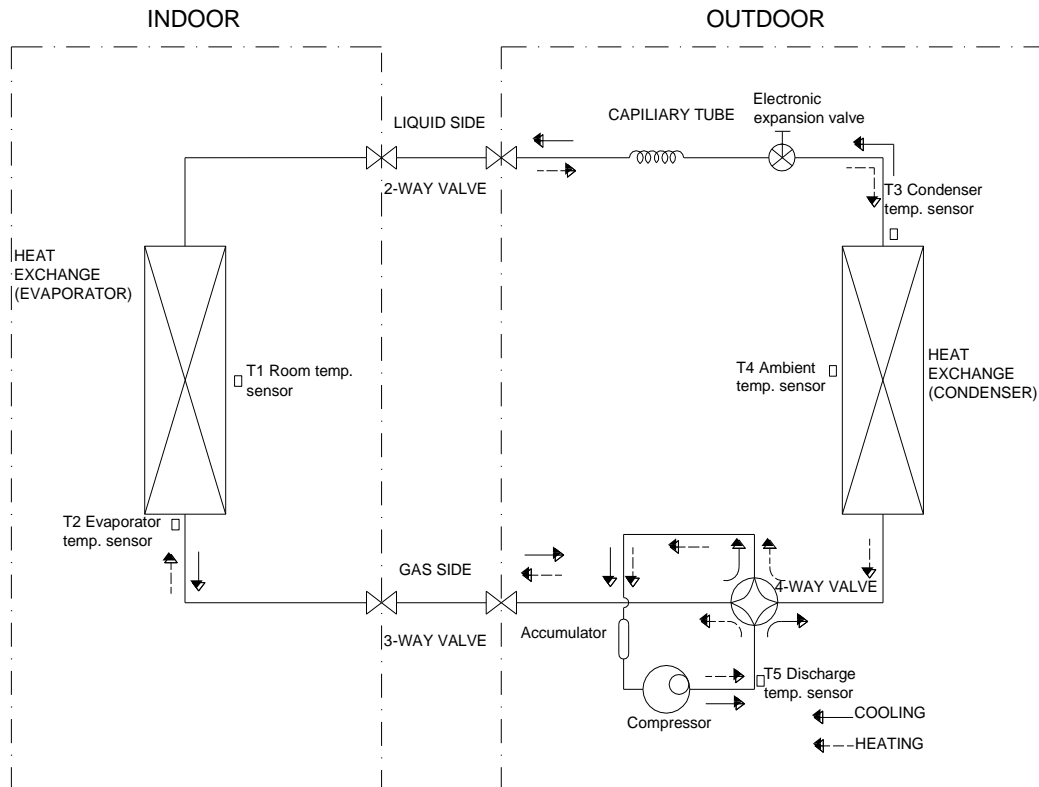 INDOOR
OUTDOOR
LIQUID SIDE
CAPILIARY TUBE
Electronic
expansion valve
2-WAY VALVE
T3 Condenser
temp. sensor
HEAT
EXCHANGE
(EVAPORATOR)
T1 Room temp.
sensor
T4 Ambient
temp. sensor
HEAT
EXCHANGE
(CONDENSER)
T2 Evaporator
temp. sensor
GAS SIDE
4-WAY VALVE
3-WAY VALVE
Accumulator
T5 Discharge
temp. sensor
Compressor
COOLING
HEATING